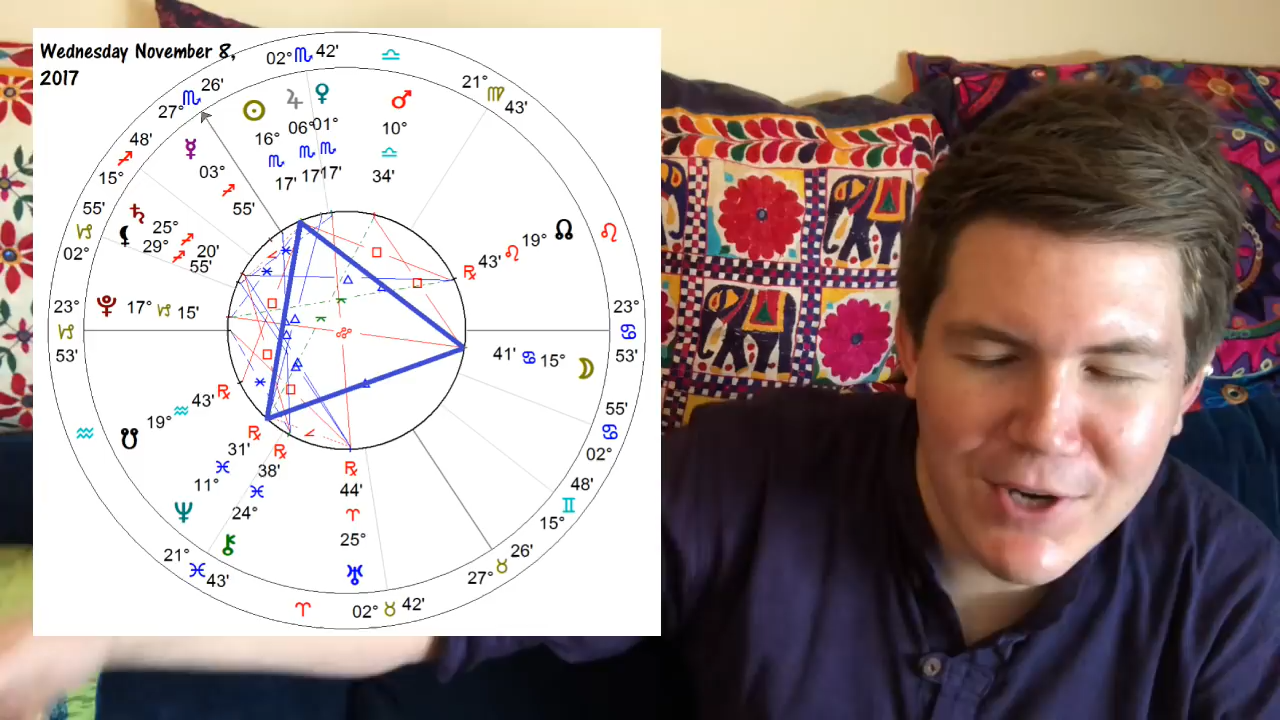 Wednesday November 8,
2017
02° ♏ 42'
♎
21° ♍ 43'
27° ♏ 26'
16° ♏ 17'
06° ♏ 17'
01° ♏ 17'
10° ♎ 34'
48' ♐ 15°
03° ♐ 55'
55' ♑ 02°
25° ♐ 20'
29° ♐ 55'
19° ♌ 43' ℞
♌
23° ♑ 53'
17° ♑ 15'
23° ♋ 53'
41' ♋ 15°
19° ♒ 43' ℞
♒
55' ♋ 02°
11° ♓ 31' ℞
24° ♓ 38' ℞
25° ♈ 44' ℞
48' ♊ 15°
21° ♓ 43'
♈
02° ♉ 42'
27° ♉ 26'